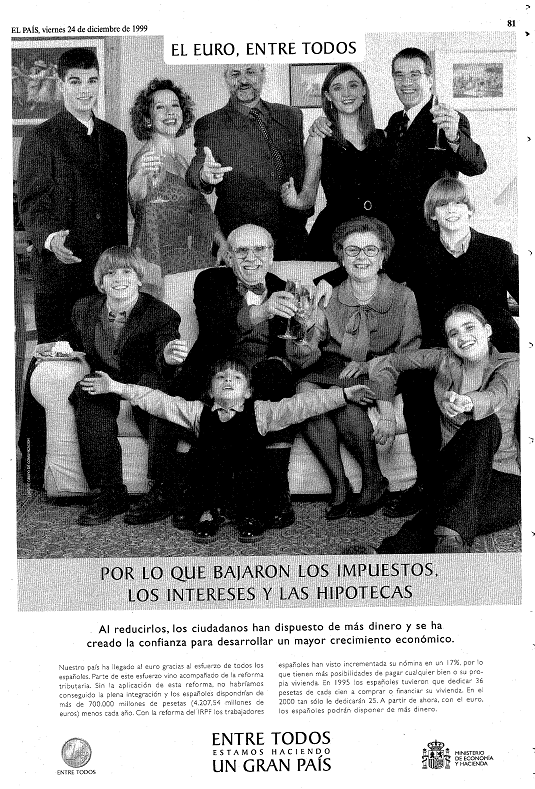 EL PAÍS, viernes 24 de diciembre de 1999
81
EL EURO, ENTRE TODOS
POR LO QUE BAJARON LOS IMPUESTOS,
LOS INTERESES Y LAS HIPOTECAS
Al reducirlos, los ciudadanos han dispuesto de más dinero y se ha
creado la confianza para desarrollar un mayor crecimiento económico.
Nuestro país ha llegado al euro gracias al esfuerzo de todos los
españoles. Parte de este esfuerzo vino acompañado de la reforma
tributaria. Sin la aplicación de esta reforma, no habríamos
conseguido la plena integración y los españoles dispondrían de
más de 700.000 millones de pesetas (4.207,54 millones de
euros) menos cada año. Con la reforma del IRPF los trabajadores
españoles han visto incrementada su nómina en un 17%, por lo
que tienen más posibilidades de pagar cualquier bien o su pro-
pia vivienda. En 1995 los españoles tuvieron que dedicar 36
pesetas de cada cien a comprar o financiar su vivienda. En el
2000 tan sólo le dedicarán 25. A partir de ahora, con el euro,
los españoles podrán disponer de más dinero.
ENTRE TODOS
ENTRE TODOS
ESTAMOS HACIENDO
UN GRAN PAÍS
MINISTERIO
DE ECONOMÍA
Y HACIENDA